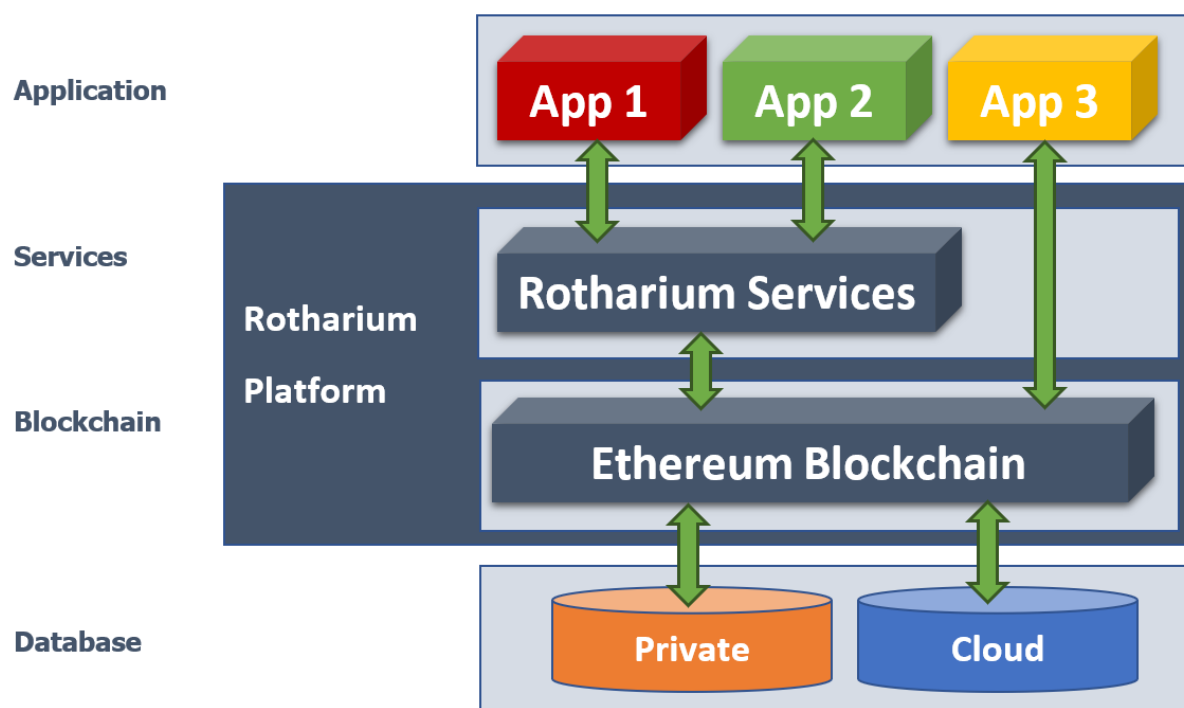 Application
App 1
App 2
App 3
Services
Rotharium Services
Rotharium
Platform
Blockchain
Ethereum Blockchain
Database
Private
Cloud